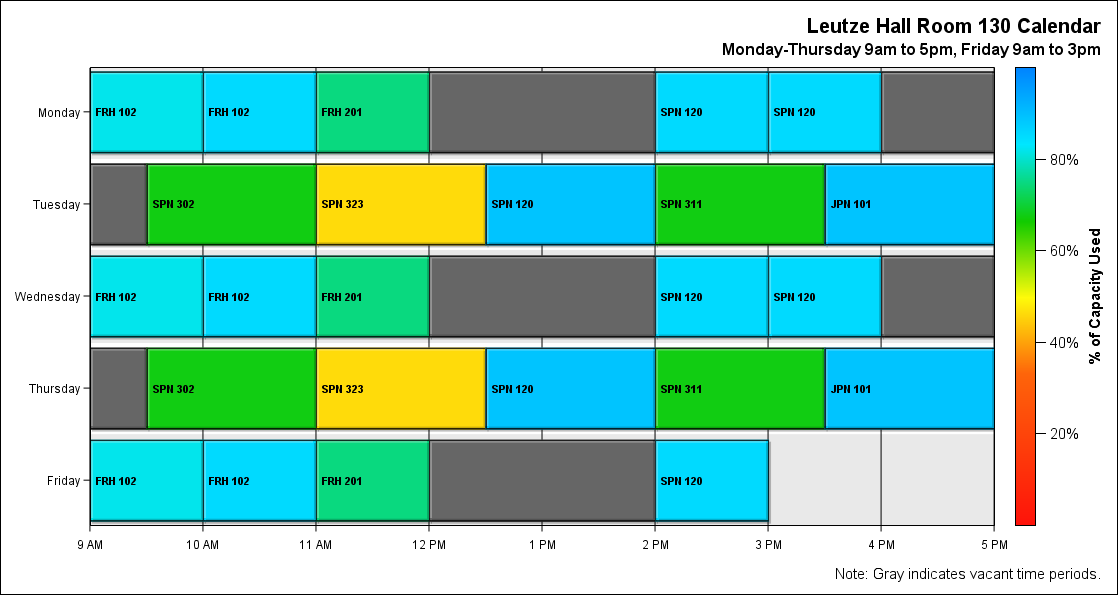 Leutze Hall Room 130 Calendar
Monday-Thursday 9am to 5pm, Friday 9am to 3pm
Monday
FRH 102
FRH 102
FRH 201
SPN 120
SPN 120
Tuesday
SPN 302
SPN 323
SPN 120
SPN 311
JPN 101
Wednesday
FRH 102
FRH 102
FRH 201
SPN 120
SPN 120
Thursday
SPN 302
SPN 323
SPN 120
SPN 311
JPN 101
Friday
FRH 102
FRH 102
FRH 201
SPN 120
9 AM
10 AM
11 AM
12 PM
1 PM
2 PM
3 PM
4 PM
5 PM
80%
60%
40%
20%
% of Capacity Used
Note: Gray indicates vacant time periods.